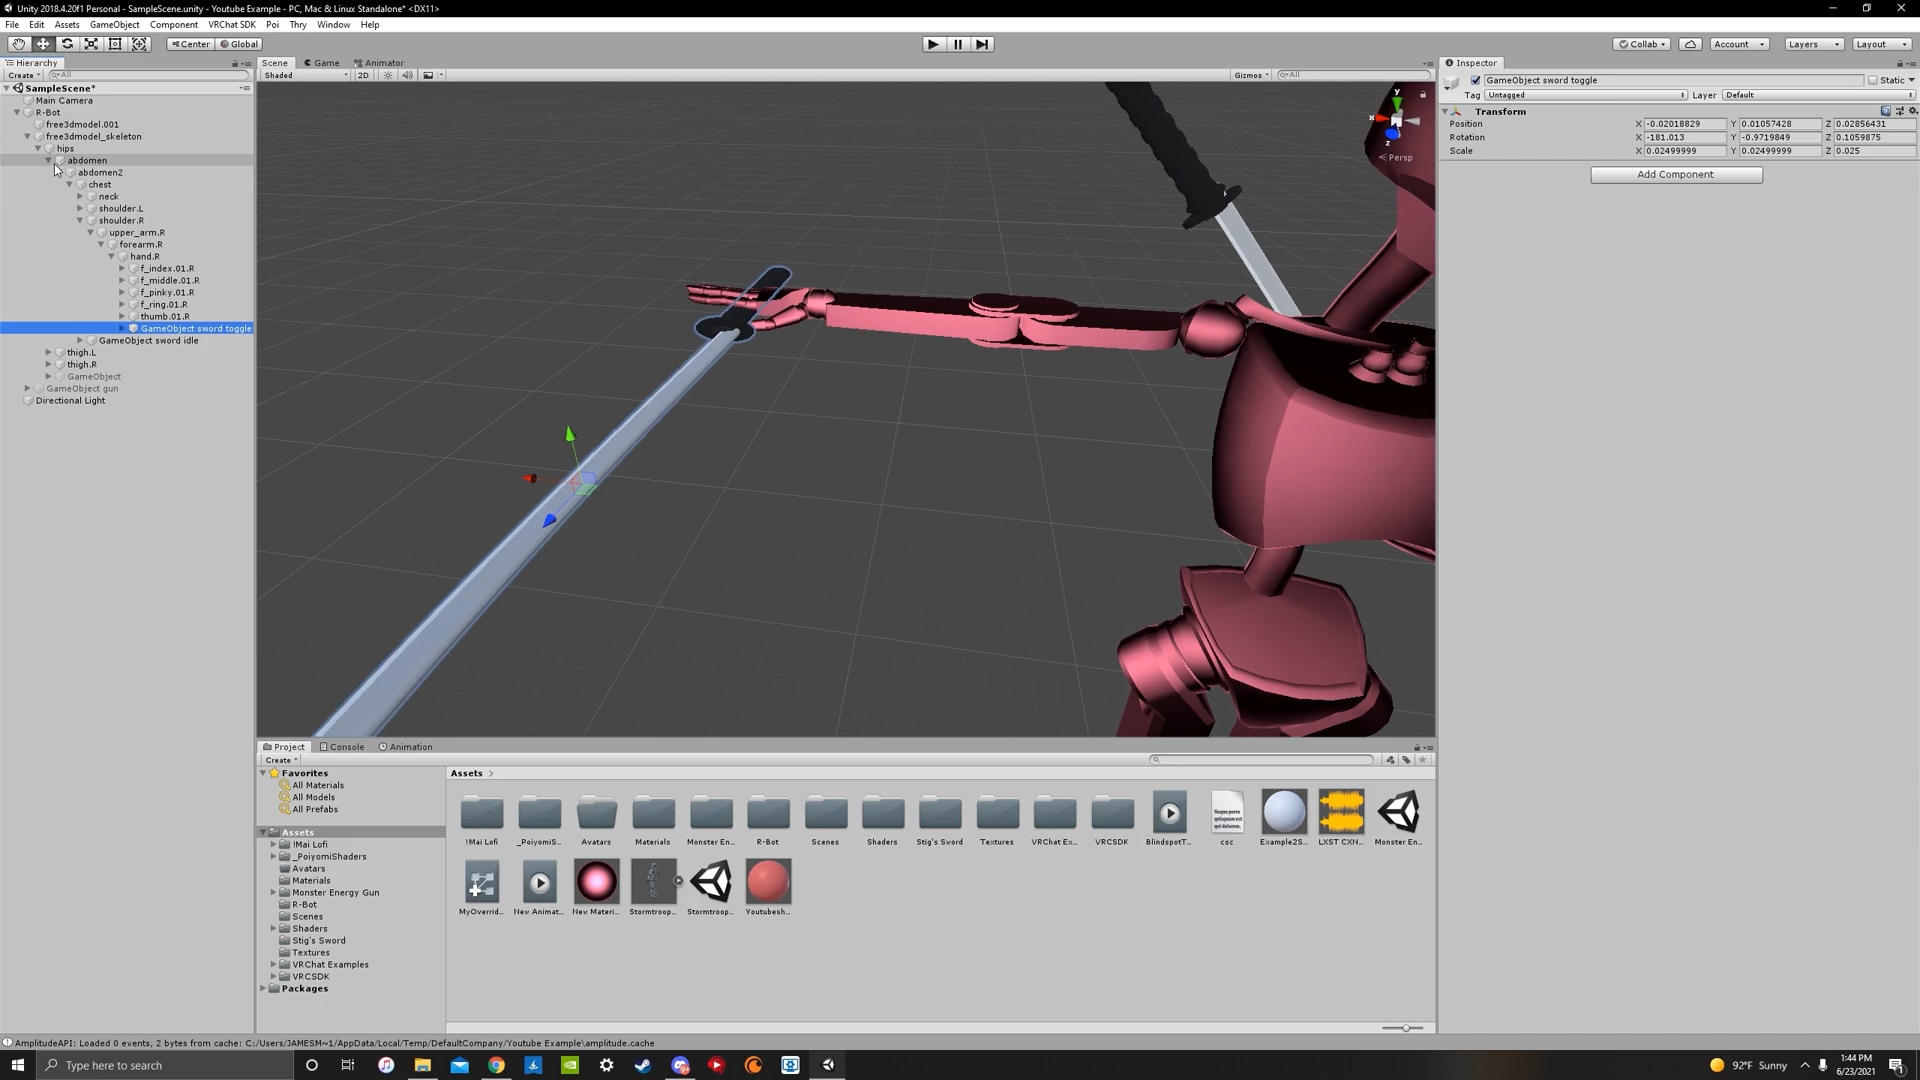 Unity 2018.4.20f1 Personal - SampleScene.unity - Youtube Example - PC, Mac & Linux Standalone* <DX11>
File Edit Assets GameObject Component VRChat SDK Poi Thry Window Help
Center Global
Collab Account Layers Layout
Hierarchy
Create All
SampleScene*
Main Camera
R-Bot
free3dmodel.001
free3dmodel_skeleton
hips
abdomen
abdomen2
chest
neck
shoulder.L
shoulder.R
upper_arm.R
forearm.R
hand.R
f_index.01.R
f_middle.01.R
f_pinky.01.R
f_ring.01.R
thumb.01.R
GameObject sword toggle
GameObject sword idle
thigh.L
thigh.R
GameObject
GameObject gun
Directional Light
Scene Game Animator
Shaded 2D Gizmos All
y
x
z
Persp
Inspector
GameObject sword toggle Static
Tag Untagged Layer Default
Transform
Position X -0.02018829 Y 0.01057428 Z 0.02856431
Rotation X -181.013 Y -0.9719849 Z 0.1059875
Scale X 0.02499999 Y 0.02499999 Z 0.025
Add Component
Project Console Animation
Create
Favorites
All Materials
All Models
All Prefabs
Assets
!Mai Lofi
_PoiyomiShaders
Avatars
Materials
Monster Energy Gun
R-Bot
Scenes
Shaders
Stig's Sword
Textures
VRChat Examples
VRCSDK
Packages
Assets
!Mai Lofi _PoiyomiS... Avatars Materials Monster En... R-Bot Scenes Shaders Stig's Sword Textures VRChat Ex... VRCSDK BlindspotT... csc Example2S... LXST CXN... Monster En...
MyOverrid... New Animat... New Materi... Stormtroop... Stormtroop... Youtubesh...
AmplitudeAPI: Loaded 0 events, 2 bytes from cache: C:/Users/JAMESM~1/AppData/Local/Temp/DefaultCompany/Youtube Example\amplitude.cache
Type here to search
92°F Sunny
1:44 PM
6/23/2021